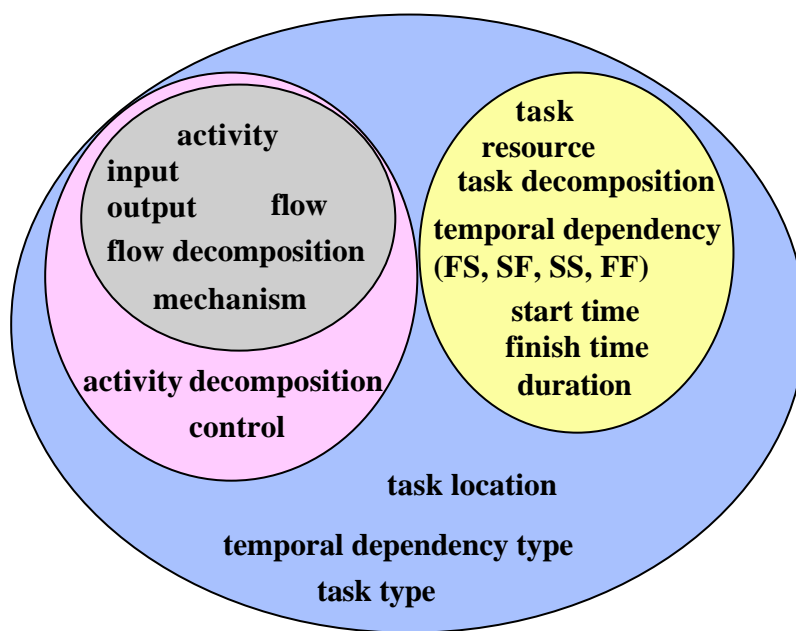 activity
input
output
flow
flow decomposition
mechanism
activity decomposition
control
task
resource
task decomposition
temporal dependency
(FS, SF, SS, FF)
start time
finish time
duration
task location
temporal dependency type
task type